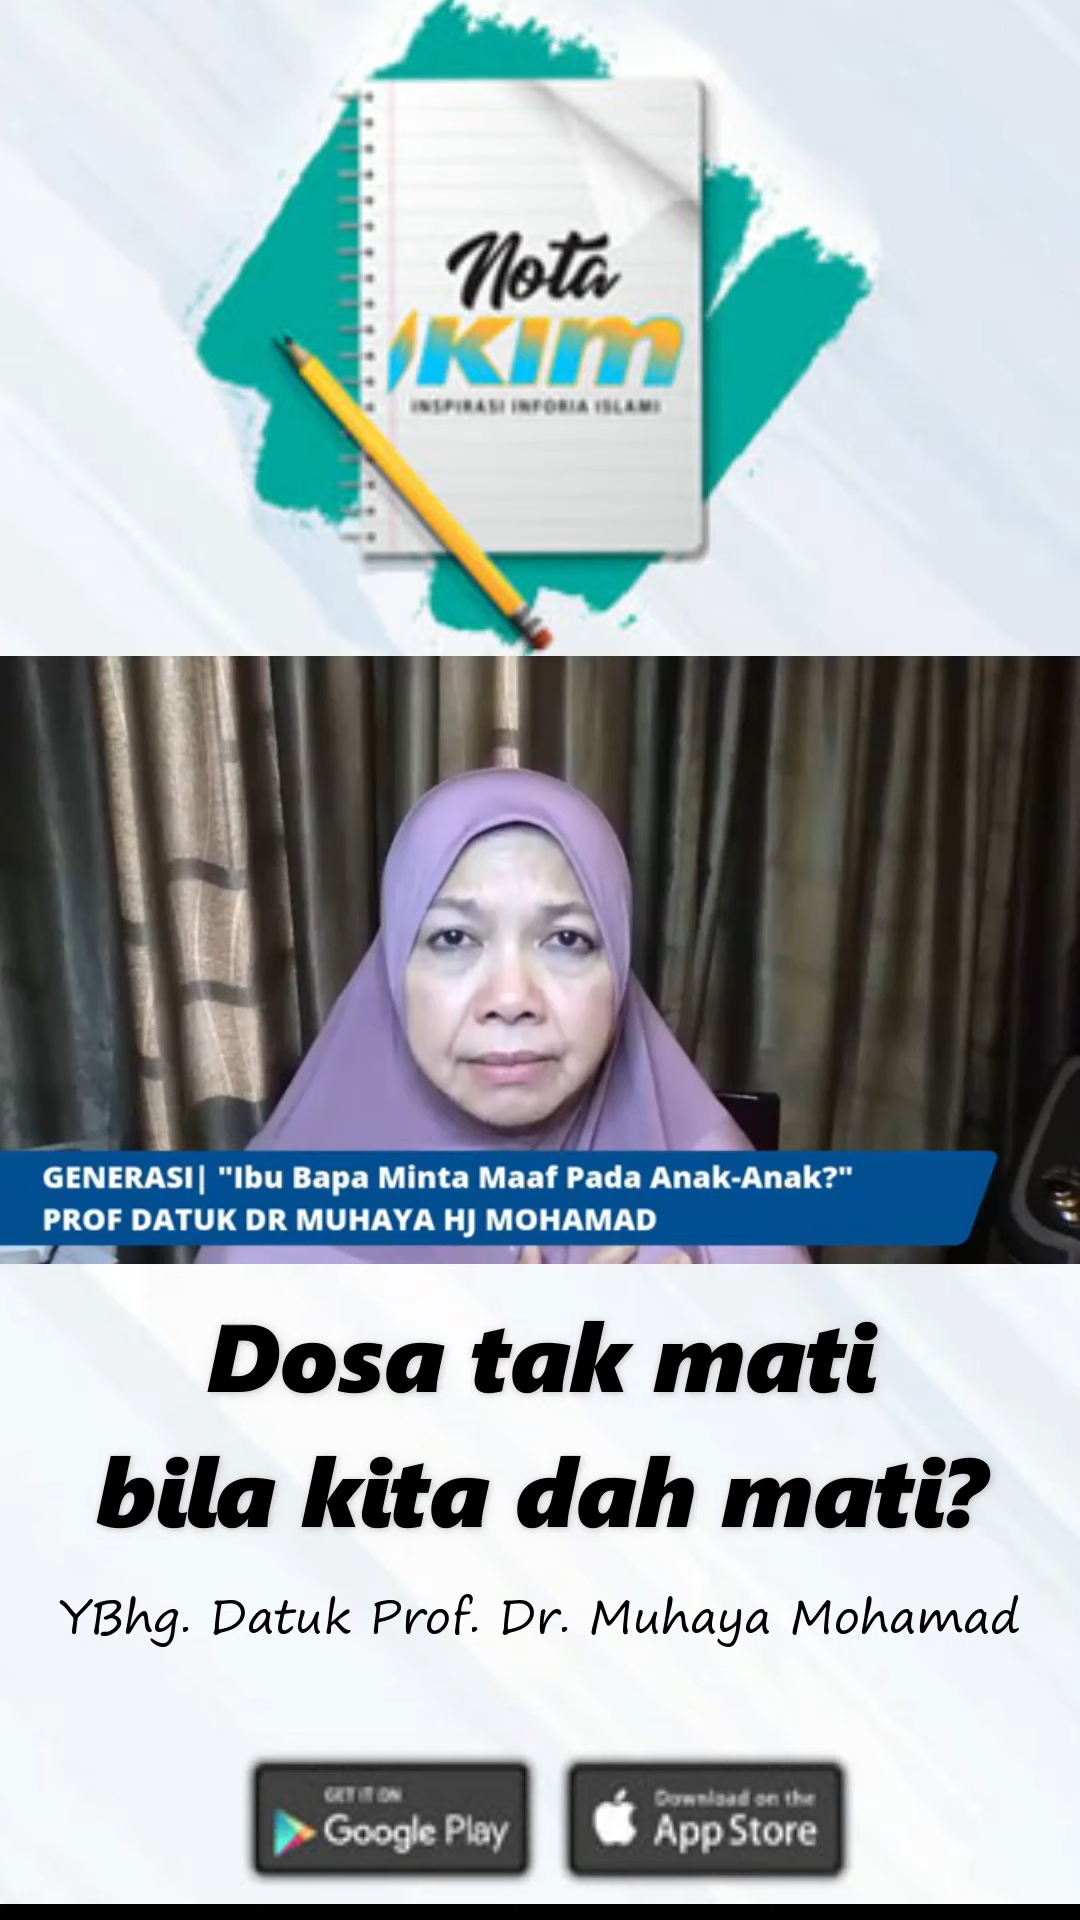 Nota
IKIM
INSPIRASI INFORIA ISLAMI
GENERASI| "Ibu Bapa Minta Maaf Pada Anak-Anak?"
PROF DATUK DR MUHAYA HJ MOHAMAD
Dosa tak mati
bila kita dah mati?
YBhg. Datuk Prof. Dr. Muhaya Mohamad
GET IT ON
Google Play
Download on the
App Store